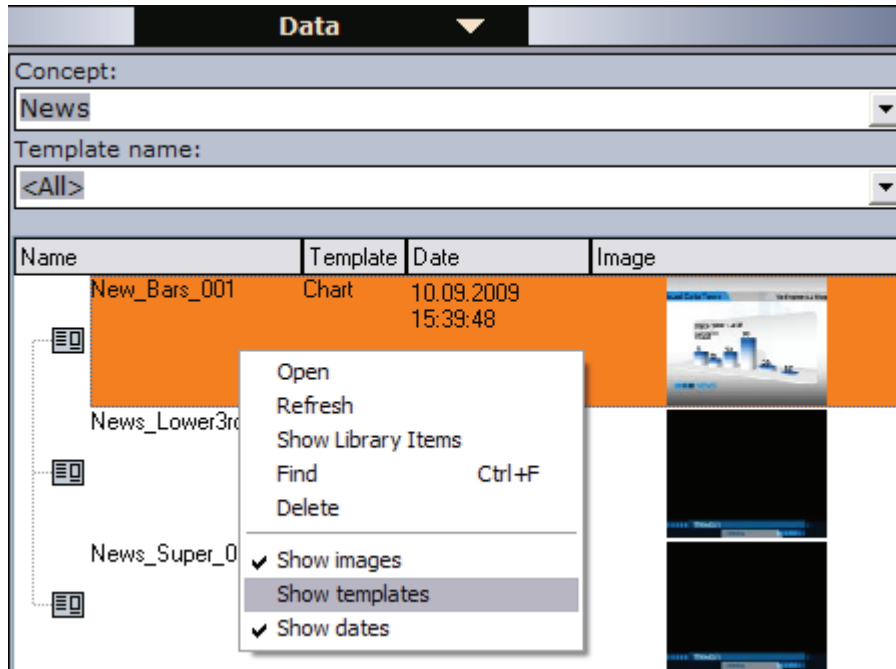 Data
Concept:
News
Template name:
<All>
Name Template Date Image
New_Bars_001 Chart 10.09.2009
15:39:48
Open
Refresh
News_Lower3r
Show Library Items
Find Ctrl+F
Delete
News_Super_0
Show images
Show templates
Show dates